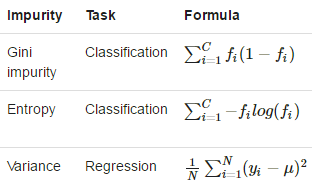 Impurity Task Formula
Gini impurity Classification $\sum_{i=1}^{C} f_i(1 - f_i)$
Entropy Classification $\sum_{i=1}^{C} -f_i log(f_i)$
Variance Regression $\frac{1}{N} \sum_{i=1}^{N} (y_i - \mu)^2$